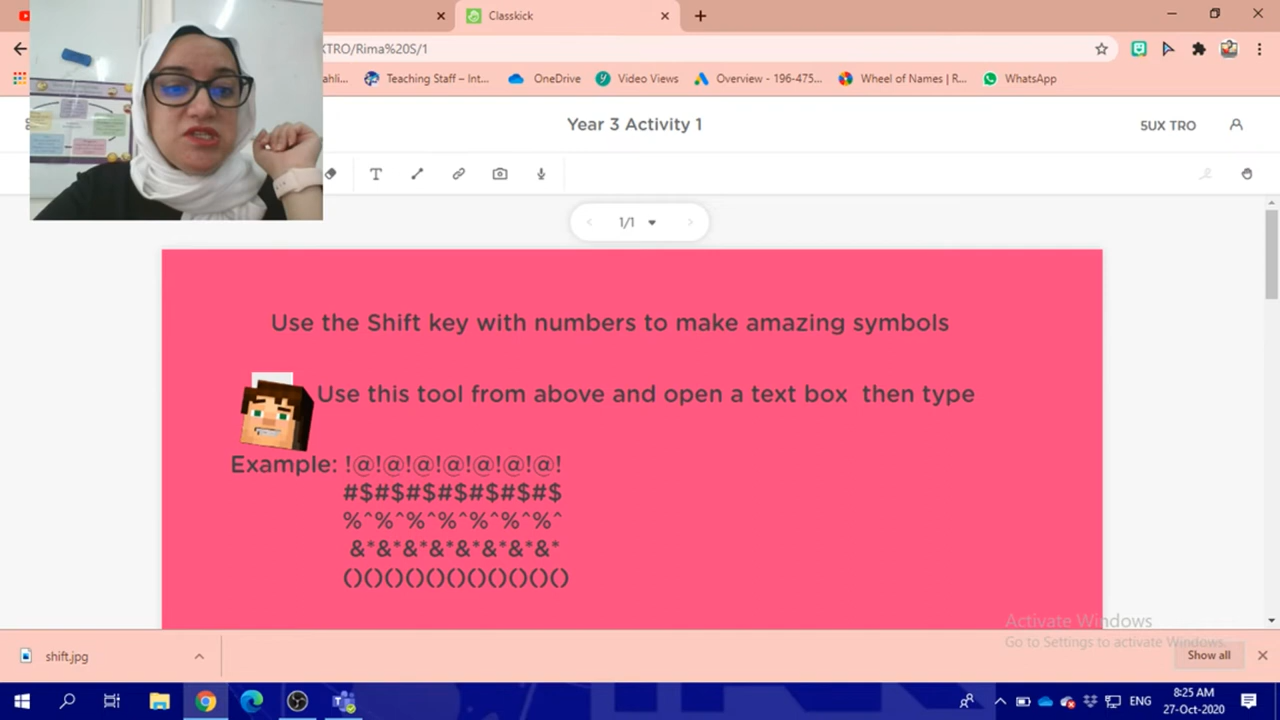 Classkick
XTRO/Rima%20S/1
ahli...
Teaching Staff – Int...
OneDrive
Video Views
Overview - 196-475...
Wheel of Names | R...
WhatsApp
Year 3 Activity 1
5UX TRO
T
1/1
Use the Shift key with numbers to make amazing symbols
Use this tool from above and open a text box then type
Example: !@!@!@!@!@!@!@!
#$#$#$#$#$#$#$
%^%^%^%^%^%^%^
&*&*&*&*&*&*&*&*
()()()()()()()()()()()
Activate Windows
Go to Settings to activate Windows.
shift.jpg
Show all
ENG
8:25 AM
27-Oct-2020